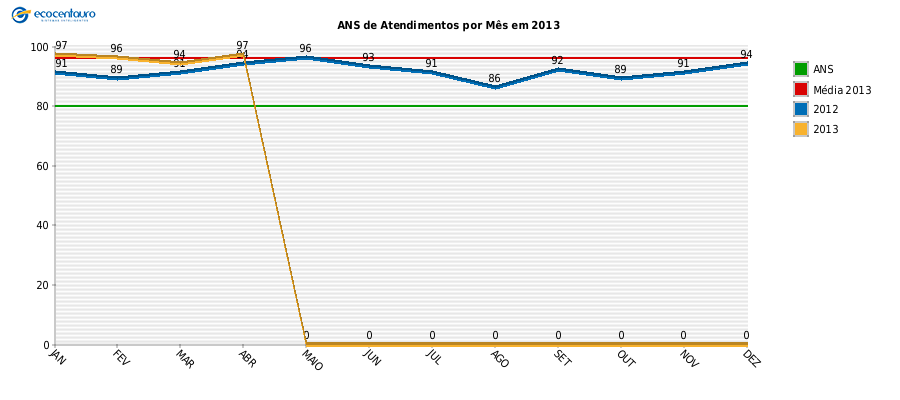 ecocentauro
ANS de Atendimentos por Mês em 2013
100
80
60
40
20
0
97 96 94 97 96 93 91 86 92 89 91 94
91 89 91 94
0 0 0 0 0 0 0 0
JAN FEV MAR ABR MAIO JUN JUL AGO SET OUT NOV DEZ
ANS
Média 2013
2012
2013